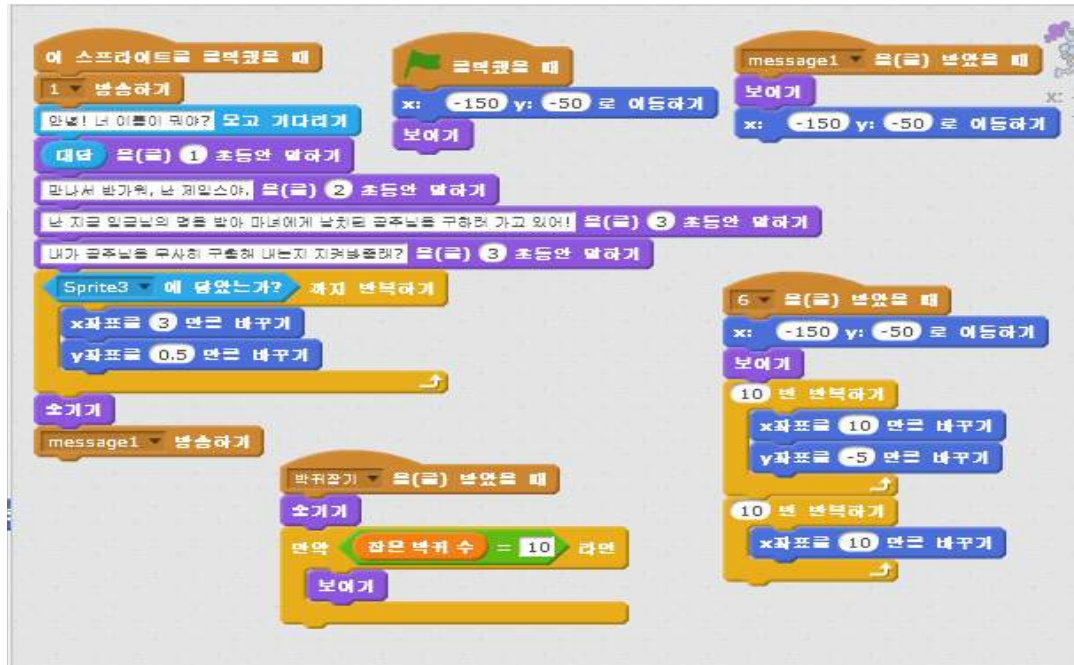 이 스프라이트를 클릭했을 때
1 방송하기
안녕! 너 이름이 뭐야? 묻고 기다리기
대답 을(를) 1 초동안 말하기
만나서 반가워, 난 제임스야. 을(를) 2 초동안 말하기
난 지금 임금님의 명을 받아 마녀에게 납치된 공주님을 구하러 가고 있어! 을(를) 3 초동안 말하기
내가 공주님을 무사히 구출해 내는지 지켜봐줄래? 을(를) 3 초동안 말하기
Sprite3 에 닿았는가? 까지 반복하기
x좌표를 3 만큼 바꾸기
y좌표를 0.5 만큼 바꾸기
숨기기
message1 방송하기
클릭했을 때
x: -150 y: -50 로 이동하기
보이기
message1 을(를) 받았을 때
보이기
x: -150 y: -50 로 이동하기
x:
박쥐잡기 을(를) 받았을 때
숨기기
만약 잡은 박쥐 수 = 10 라면
보이기
6 을(를) 받았을 때
x: -150 y: -50 로 이동하기
보이기
10 번 반복하기
x좌표를 10 만큼 바꾸기
y좌표를 -5 만큼 바꾸기
10 번 반복하기
x좌표를 10 만큼 바꾸기